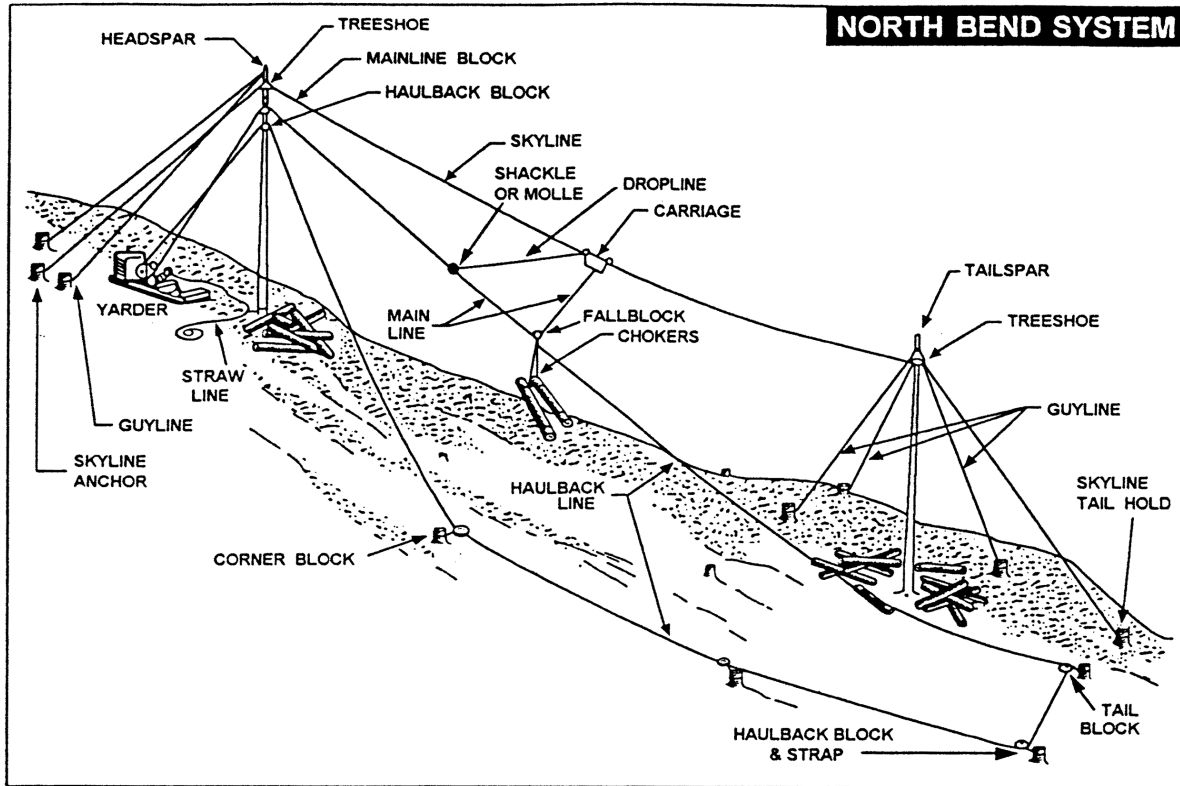 NORTH BEND SYSTEM
TREESHOE
HEADSPAR
MAINLINE BLOCK
HAULBACK BLOCK
SKYLINE
SHACKLE
OR MOLLE
DROPLINE
CARRIAGE
TAILSPAR
TREESHOE
YARDER
MAIN
LINE
FALLBLOCK
CHOKERS
STRAW
LINE
GUYLINE
GUYLINE
SKYLINE
ANCHOR
HAULBACK
LINE
SKYLINE
TAIL HOLD
CORNER BLOCK
TAIL
BLOCK
HAULBACK BLOCK
& STRAP